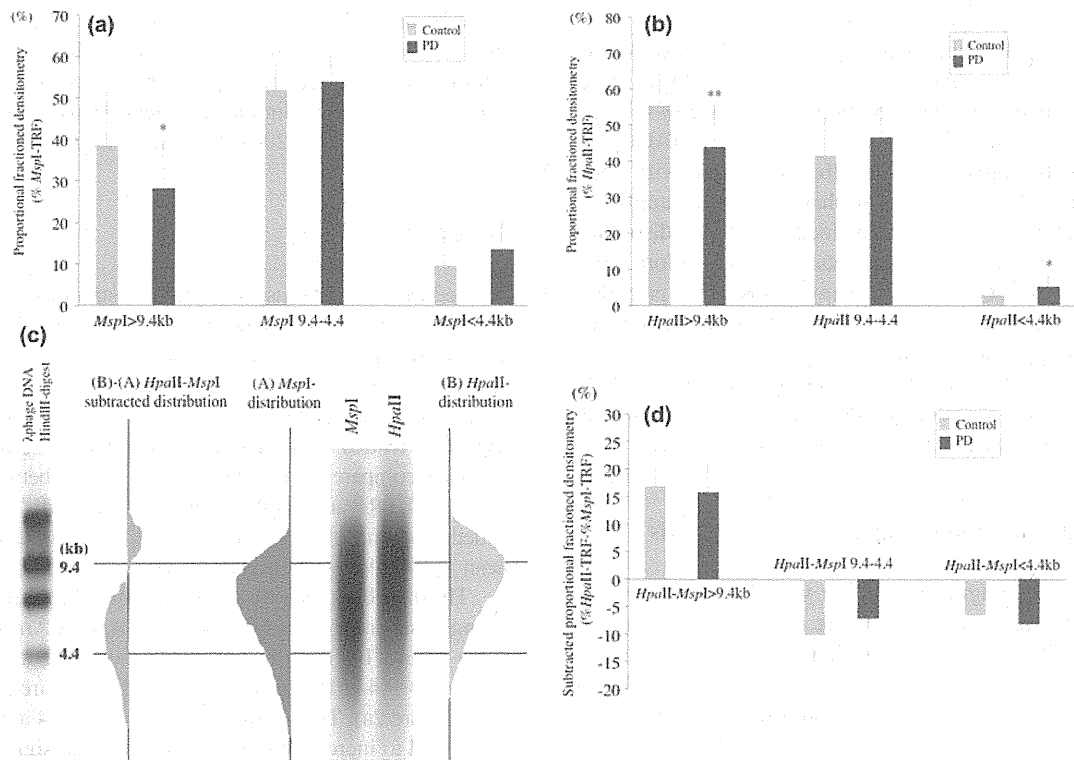 (%)
(a)
Control
PD
70
60
50
40
30
20
10
0
*
Proportional fractioned densitometry
(% MspI-TRF)
MspI>9.4kb
MspI 9.4-4.4
MspI<4.4kb
(%)
(b)
Control
PD
80
70
60
50
40
30
20
10
0
**
*
Proportional fractioned densitometry
(% HpaII-TRF)
HpaII>9.4kb
HpaII 9.4-4.4
HpaII<4.4kb
(c)
λphage DNA
HindIII-digest
(B)-(A) HpaII-MspI
subtracted distribution
(A) MspI-
distribution
MspI
HpaII
(B) HpaII-
distribution
(kb)
9.4
4.4
(%)
(d)
Control
PD
30
25
20
15
10
5
0
-5
-10
-15
-20
Subtracted proportional fractioned densitometry
(%HpaII-TRF-%MspI-TRF)
HpaII-MspI>9.4kb
HpaII-MspI 9.4-4.4
HpaII-MspI<4.4kb